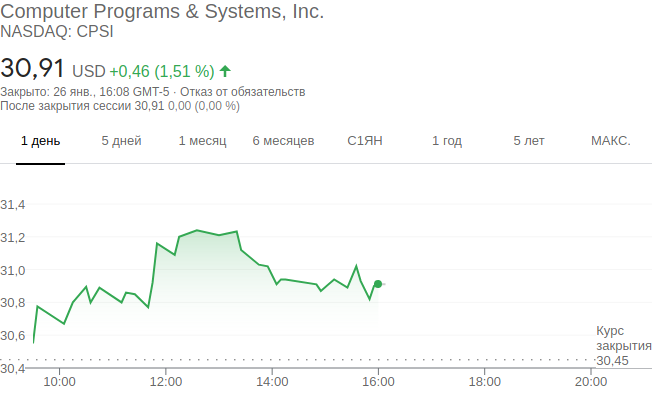 Computer Programs & Systems, Inc.
NASDAQ: CPSI
30,91 USD +0,46 (1,51 %)
Закрыто: 26 янв., 16:08 GMT-5 · Отказ от обязательств
После закрытия сессии 30,91 0,00 (0,00 %)
1 день 5 дней 1 месяц 6 месяцев С1ЯН 1 год 5 лет МАКС.
31,4
31,2
31,0
30,8
30,6
30,4
Курс
закрытия
30,45
10:00 12:00 14:00 16:00 18:00 20:00